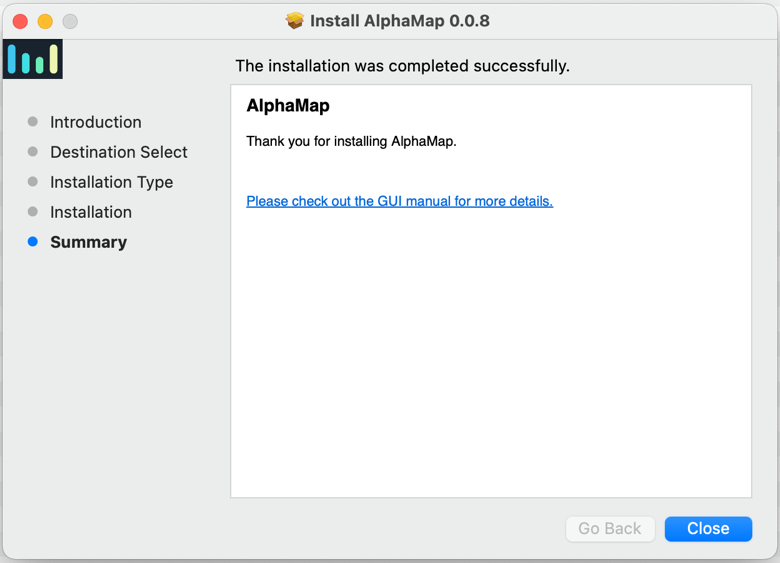 Install AlphaMap 0.0.8
The installation was completed successfully.
Introduction
Destination Select
Installation Type
Installation
Summary
AlphaMap
Thank you for installing AlphaMap.
Please check out the GUI manual for more details.
Go Back
Close